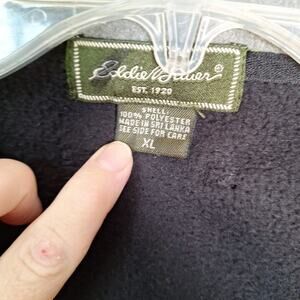 Eddie Bauer®
EST. 1920
SHELL:
100% POLYESTER
MADE IN SRI LANKA
SEE SIDE FOR CARE
XL